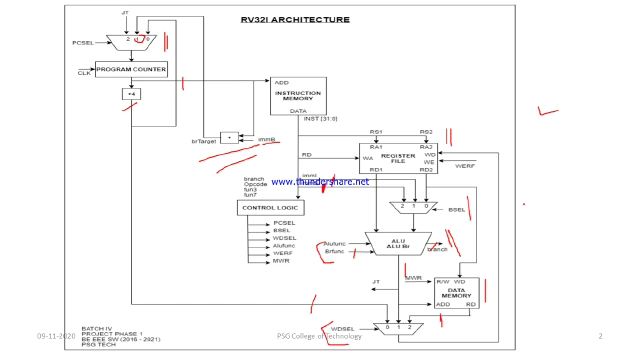 RV32I ARCHITECTURE
JT
2 1 0
PCSEL
PROGRAM COUNTER
CLK
+4
ADD
INSTRUCTION
MEMORY
DATA
INST [31:0]
+
immB
brTarget
RS1
RS2
RA1
RA2
WD
WE
WERF
REGISTER
FILE
WA
RD
RD1
RD2
www.thundershare.net
branch
Opcode
fun3
fun7
immI
CONTROL LOGIC
2 1 0
BSEL
PCSEL
BSEL
WDSEL
Alufunc
WERF
MWR
ALU
ALU Br
Alufunc
Brfunc
branch
JT
MWR
R/W WD
DATA
MEMORY
ADD RD
WDSEL
0 1 2
BATCH IV
PROJECT PHASE 1
BE EEE SW (2016 - 2021)
PSG TECH
09-11-2020
PSG College of Technology
2